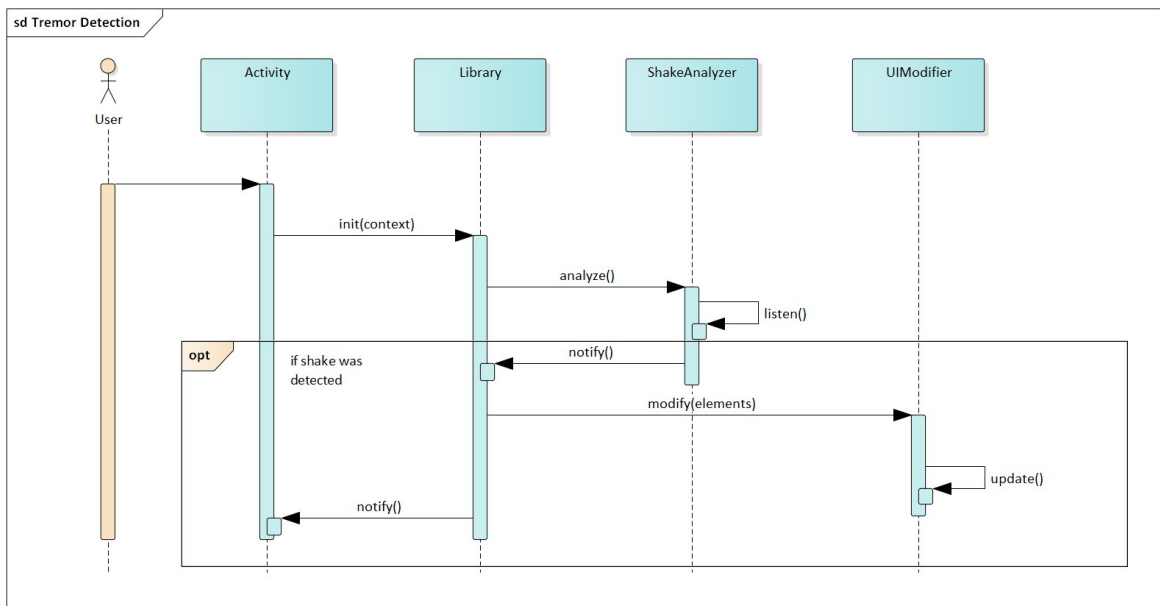 sd Tremor Detection
Activity
Library
ShakeAnalyzer
UIModifier
User
init(context)
analyze()
listen()
opt
if shake was
detected
notify()
modify(elements)
update()
notify()